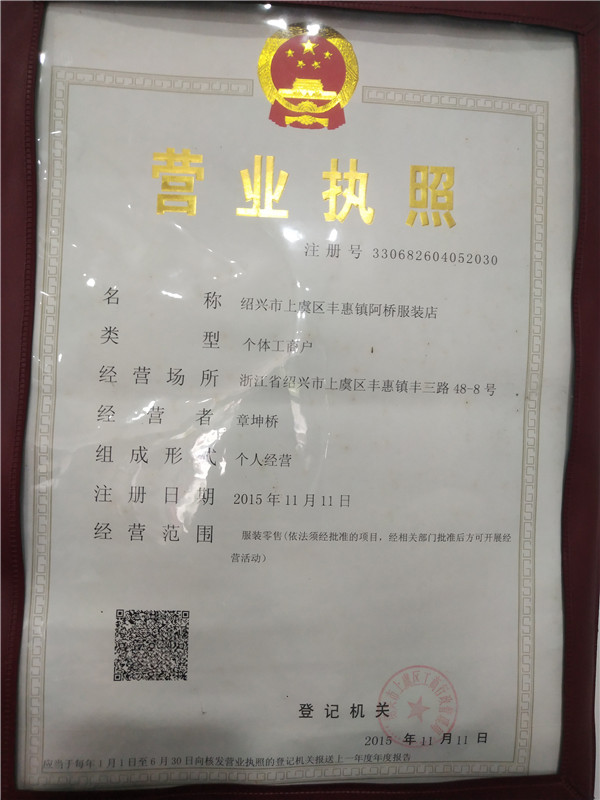 营业执照
注册号 330682604052030
名称 绍兴市上虞区丰惠镇阿桥服装店
类型 个体工商户
经营场所 浙江省绍兴市上虞区丰惠镇丰三路48-8号
经营者 章坤桥
组成形式 个人经营
注册日期 2015年11月11日
经营范围 服装零售(依法须经批准的项目，经相关部门批准后方可开展经
营活动)
登记机关
2015 年 11 月 11 日
应当于每年1月1日至6月30日向核发营业执照的登记机关报送上一年度年度报告